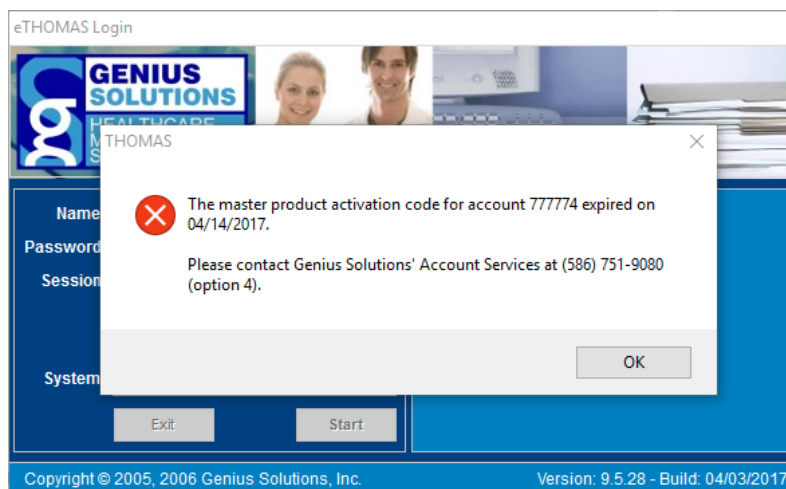 eTHOMAS Login
GENIUS
SOLUTIONS
HEALTHCARE
M
S
THOMAS
The master product activation code for account 777774 expired on
04/14/2017.
Please contact Genius Solutions' Account Services at (586) 751-9080
(option 4).
OK
Name
Password
Session
System
Exit
Start
Copyright © 2005, 2006 Genius Solutions, Inc.
Version: 9.5.28 - Build: 04/03/2017